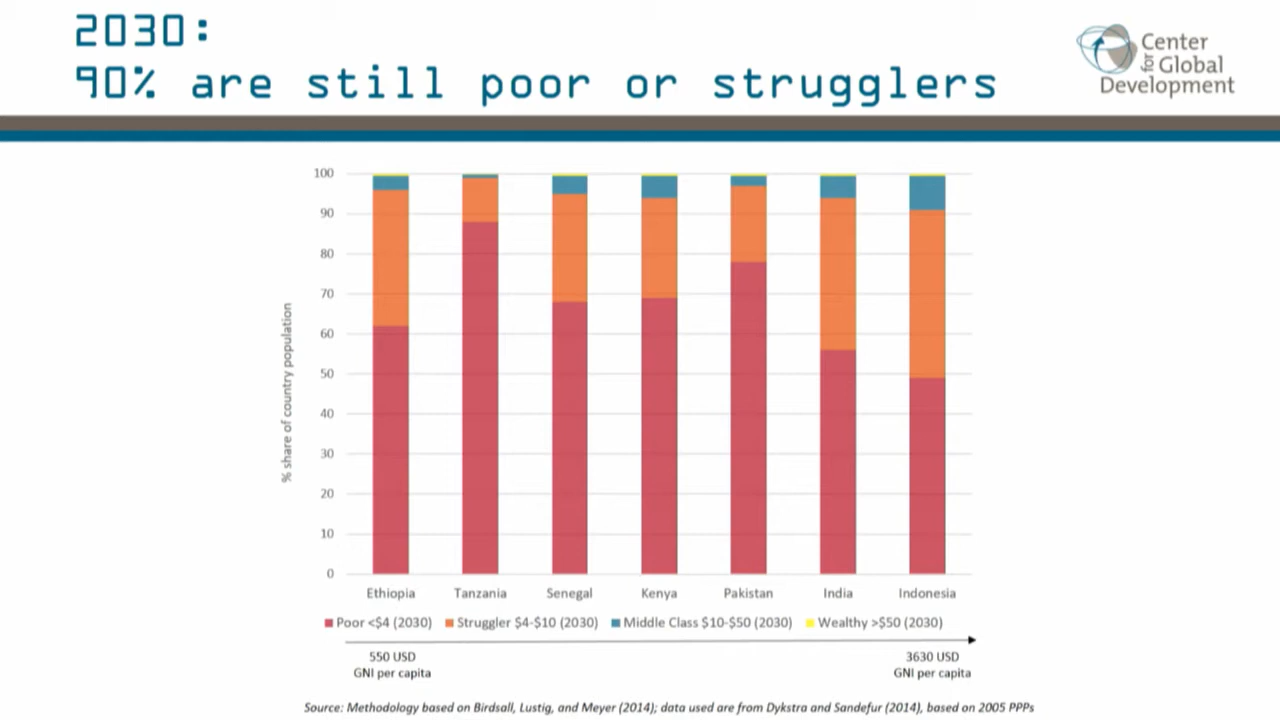 2030:
90% are still poor or strugglers
Center
for Global
Development
100
90
80
70
60
50
40
30
20
10
0
% share of country population
Ethiopia Tanzania Senegal Kenya Pakistan India Indonesia
Poor <$4 (2030) Struggler $4-$10 (2030) Middle Class $10-$50 (2030) Wealthy >$50 (2030)
550 USD
GNI per capita
3630 USD
GNI per capita
Source: Methodology based on Birdsall, Lustig, and Meyer (2014); data used are from Dykstra and Sandefur (2014), based on 2005 PPPs